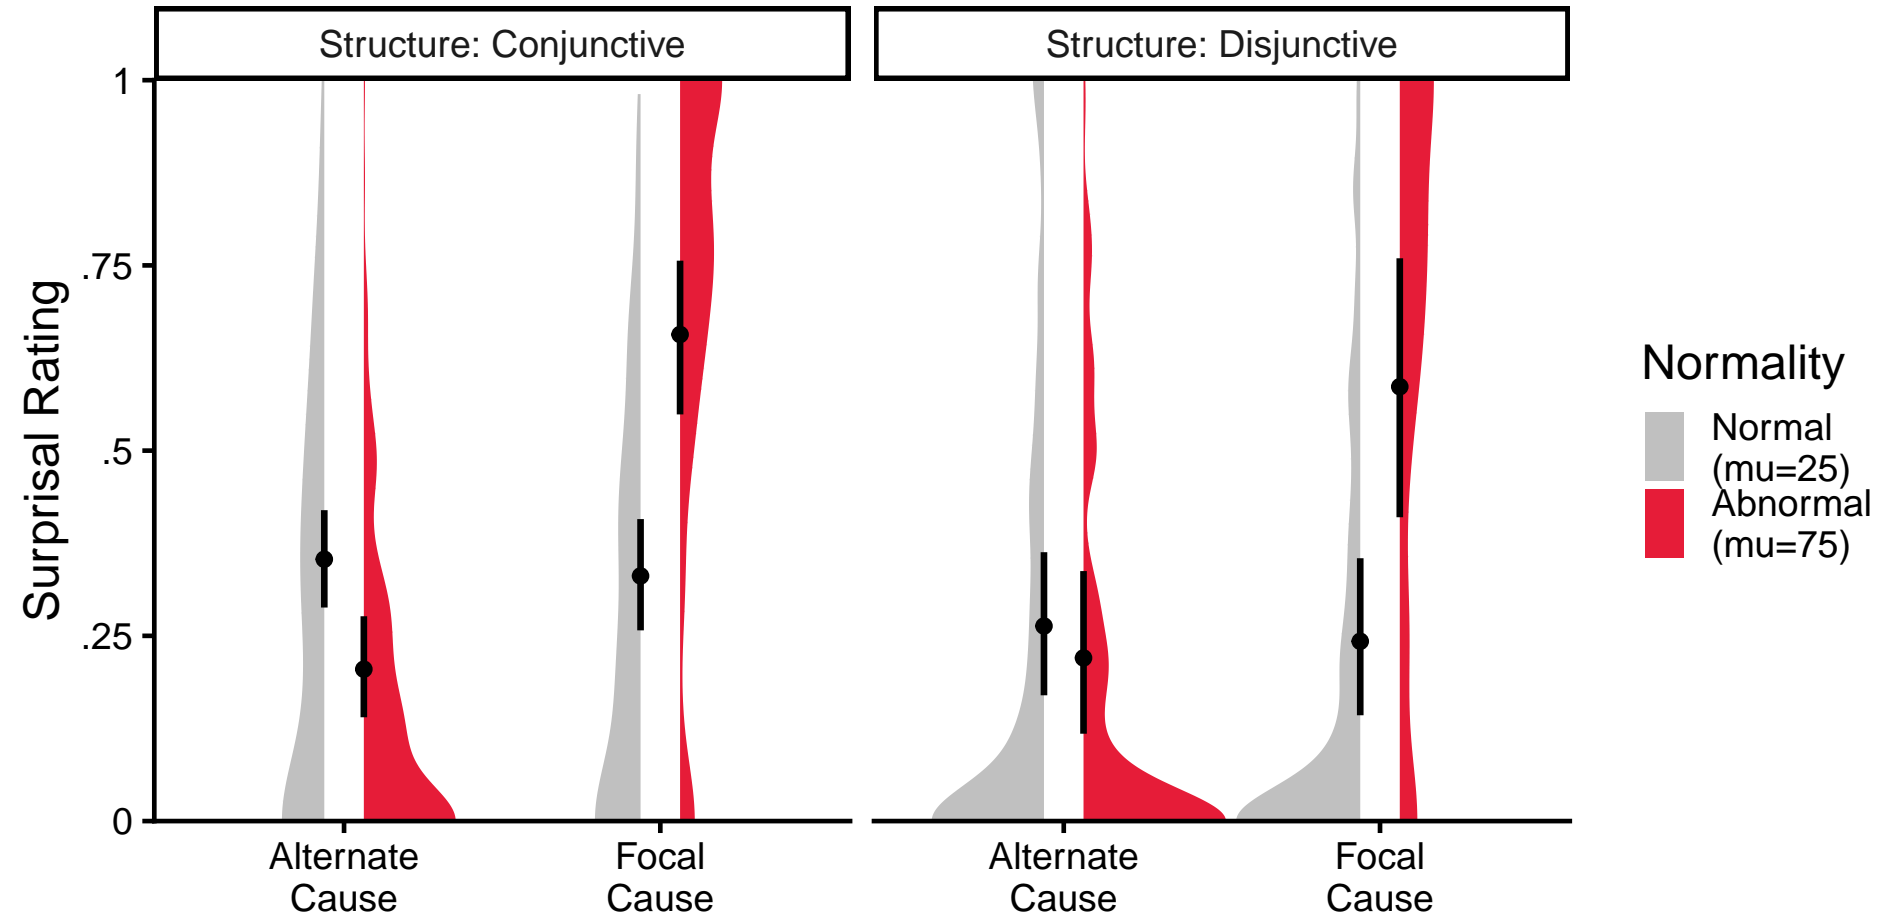 Structure: Conjunctive
Structure: Disjunctive
Surprisal Rating
1
.75
.5
.25
0
Alternate
Cause
Focal
Cause
Alternate
Cause
Focal
Cause
Normality
Normal
(mu=25)
Abnormal
(mu=75)